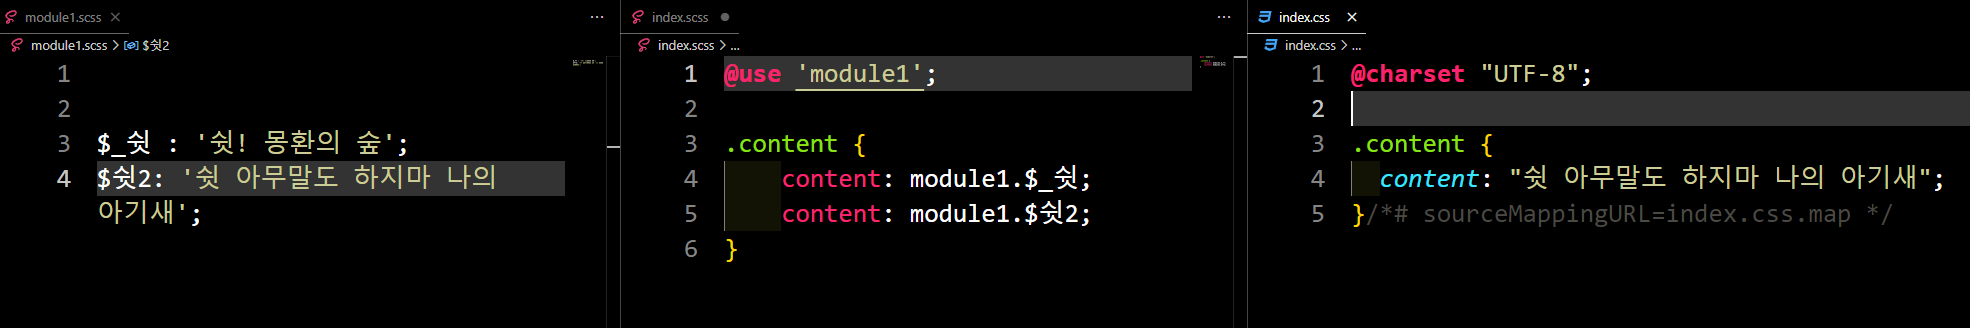 module1.scss
module1.scss > $쉿2
1
2
3 $_쉿 : '쉿! 몽환의 숲';
4 $쉿2: '쉿 아무말도 하지마 나의
아기새';
index.scss
index.scss > ...
1 @use 'module1';
2
3 .content {
4 content: module1.$_쉿;
5 content: module1.$쉿2;
6 }
index.css
index.css > ...
1 @charset "UTF-8";
2
3 .content {
4 content: "쉿 아무말도 하지마 나의 아기새";
5 }/*# sourceMappingURL=index.css.map */